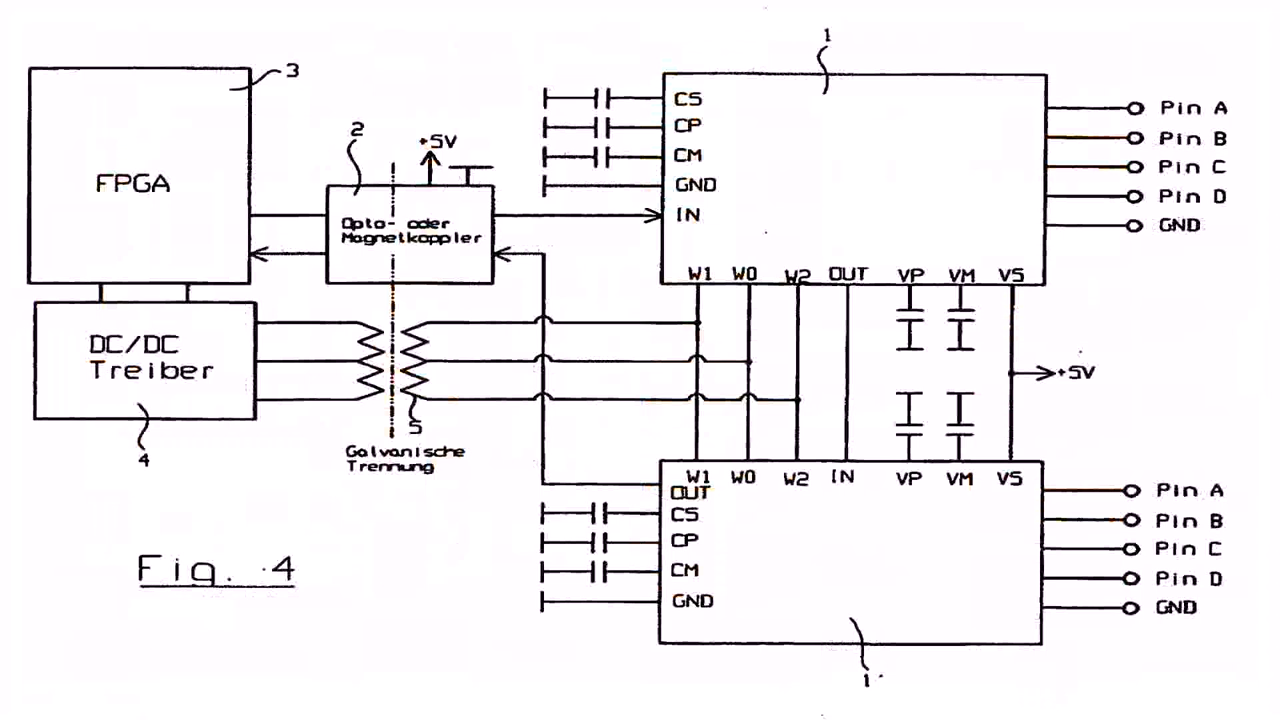 1
3
CS
CP
CM
GND
IN
W1 W0 W2 OUT VP VM VS
Pin A
Pin B
Pin C
Pin D
GND
FPGA
2
+5V
Opto- oder
Magnetkoppler
DC/DC
Treiber
4
5
Galvanische
Trennung
+5V
W1 W0 W2 IN VP VM VS
OUT
CS
CP
CM
GND
Pin A
Pin B
Pin C
Pin D
GND
1
Fig. 4